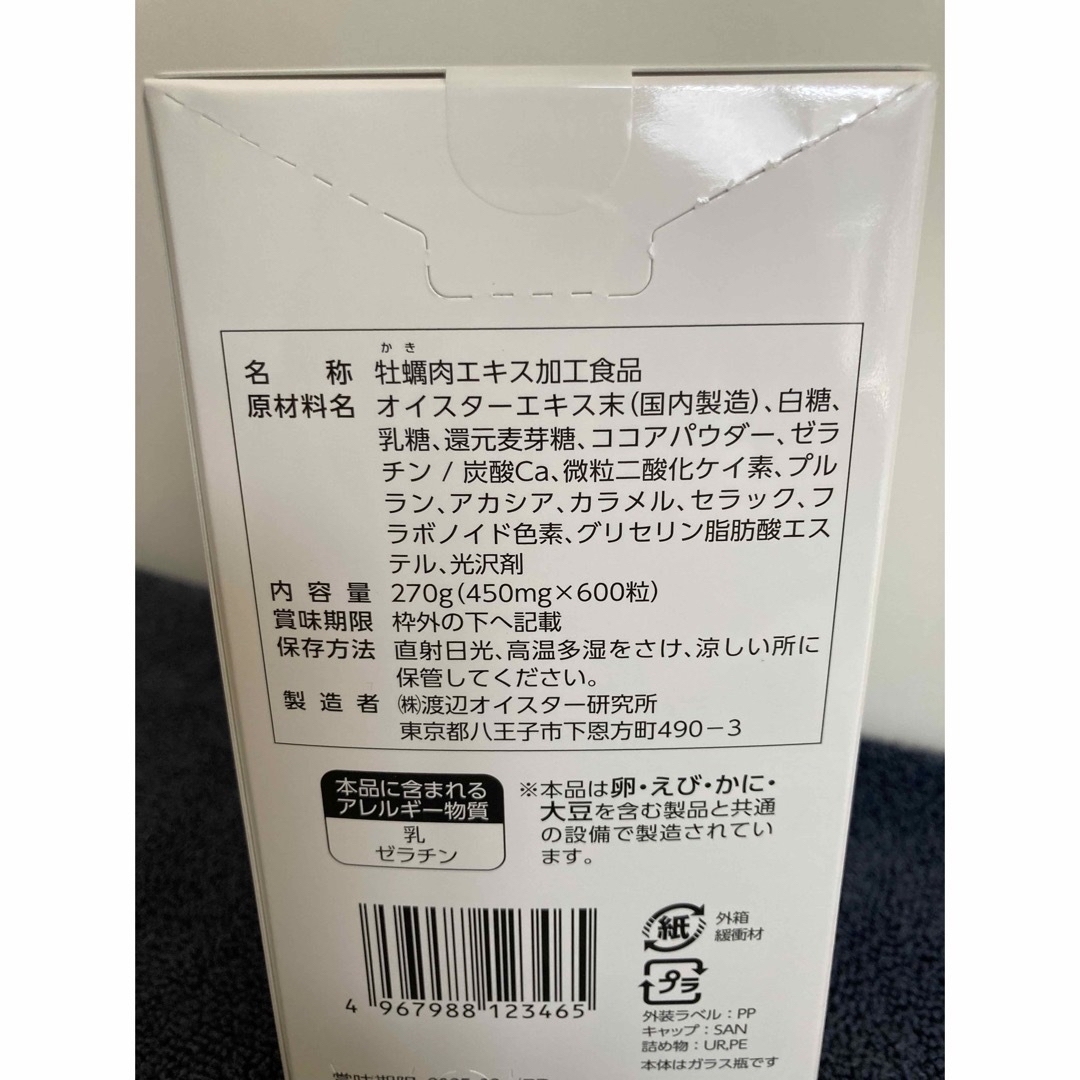 かき
名称 牡蠣肉エキス加工食品
原材料名 オイスターエキス末(国内製造)、白糖、
乳糖、還元麦芽糖、ココアパウダー、ゼラ
チン / 炭酸Ca、微粒二酸化ケイ素、プル
ラン、アカシア、カラメル、セラック、フ
ラボノイド色素、グリセリン脂肪酸エス
テル、光沢剤
内容量 270g(450mg×600粒)
賞味期限 枠外の下へ記載
保存方法 直射日光、高温多湿をさけ、涼しい所に
保管してください。
製造者 ㈱渡辺オイスター研究所
東京都八王子市下恩方町490-3
本品に含まれる
アレルギー物質
乳
ゼラチン
※本品は卵・えび・かに・
大豆を含む製品と共通
の設備で製造されてい
ます。
4 967988 123465
紙
外箱
緩衝材
プラ
外装ラベル:PP
キャップ:SAN
詰め物:UR,PE
本体はガラス瓶です
賞味期限